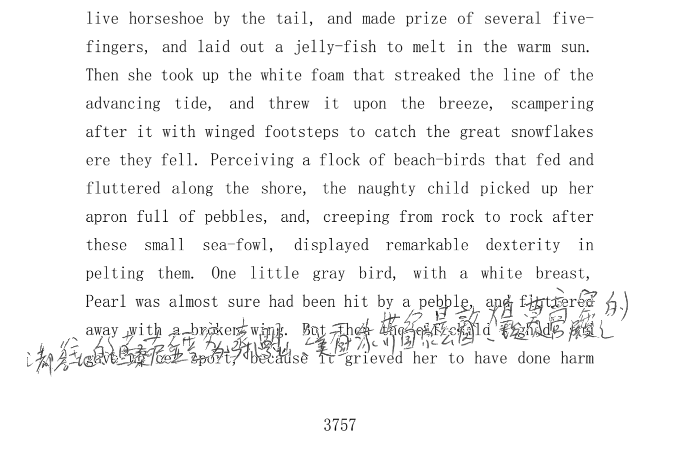 live horseshoe by the tail, and made prize of several five-
fingers, and laid out a jelly-fish to melt in the warm sun.
Then she took up the white foam that streaked the line of the
advancing tide, and threw it upon the breeze, scampering
after it with winged footsteps to catch the great snowflakes
ere they fell. Perceiving a flock of beach-birds that fed and
fluttered along the shore, the naughty child picked up her
apron full of pebbles, and, creeping from rock to rock after
these small sea-fowl, displayed remarkable dexterity in
pelting them. One little gray bird, with a white breast,
Pearl was almost sure had been hit by a pebble, and fluttered
away with a broken wing. But then the elf-child
gave sport, because it grieved her to have done harm
3757